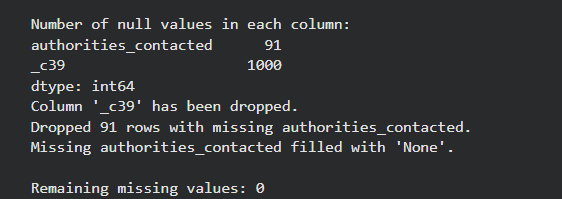 Number of null values in each column:
authorities_contacted      91
_c39                     1000
dtype: int64
Column '_c39' has been dropped.
Dropped 91 rows with missing authorities_contacted.
Missing authorities_contacted filled with 'None'.
Remaining missing values: 0